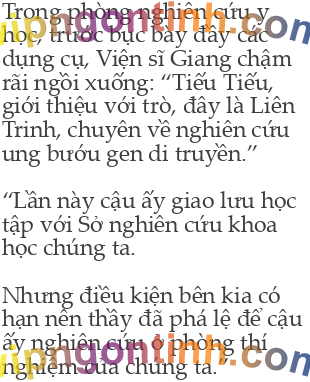 Trong phòng nghiên cứu y
học, trước bục bày đầy các
dụng cụ, Viện sĩ Giang chậm
rãi ngồi xuống: “Tiếu Tiếu,
giới thiệu với trò, đây là Liên
Trinh, chuyên về nghiên cứu
ung bướu gen di truyền.”
“Lần này cậu ấy giao lưu học
tập với Sở nghiên cứu khoa
học chúng ta.
Nhưng điều kiện bên kia có
hạn nên thầy đã phá lệ để cậu
ấy nghiên cứu ở phòng thí
nghiệm của chúng ta.”
vipngontinh.com
vipngontinh.com